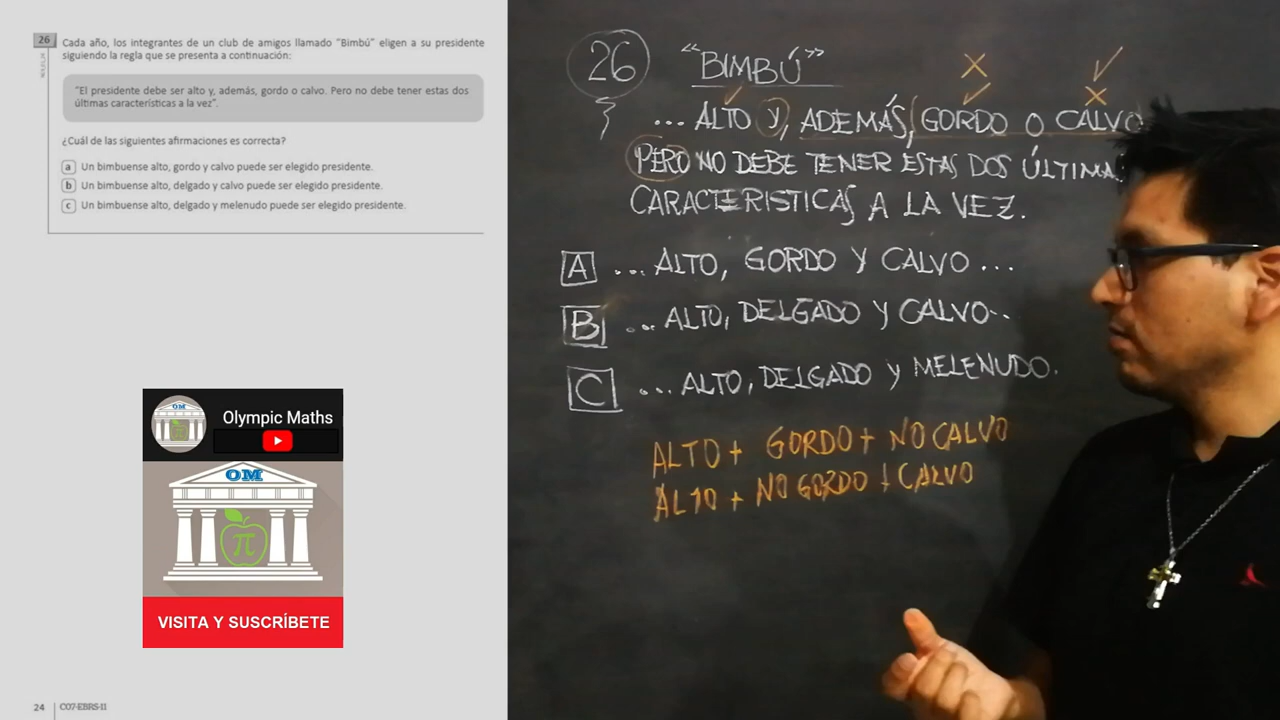 26
Cada año, los integrantes de un club de amigos llamado "Bimbú" eligen a su presidente
siguiendo la regla que se presenta a continuación:
"El presidente debe ser alto y, además, gordo o calvo. Pero no debe tener estas dos
últimas características a la vez".
¿Cuál de las siguientes afirmaciones es correcta?
a Un bimbuense alto, gordo y calvo puede ser elegido presidente.
b Un bimbuense alto, delgado y calvo puede ser elegido presidente.
c Un bimbuense alto, delgado y melenudo puede ser elegido presidente.
Olympic Maths
OM
OM
π
VISITA Y SUSCRÍBETE
24
C07-EBRS-11
26 "BIMBÚ"
... ALTO Y, ADEMÁS, GORDO O CALVO
PERO NO DEBE TENER ESTAS DOS ÚLTIMAS
CARACTERISTICAS A LA VEZ.
A ... ALTO, GORDO Y CALVO ...
B ... ALTO, DELGADO Y CALVO..
C ... ALTO, DELGADO Y MELENUDO.
ALTO + GORDO + NO CALVO
ALTO + NO GORDO + CALVO